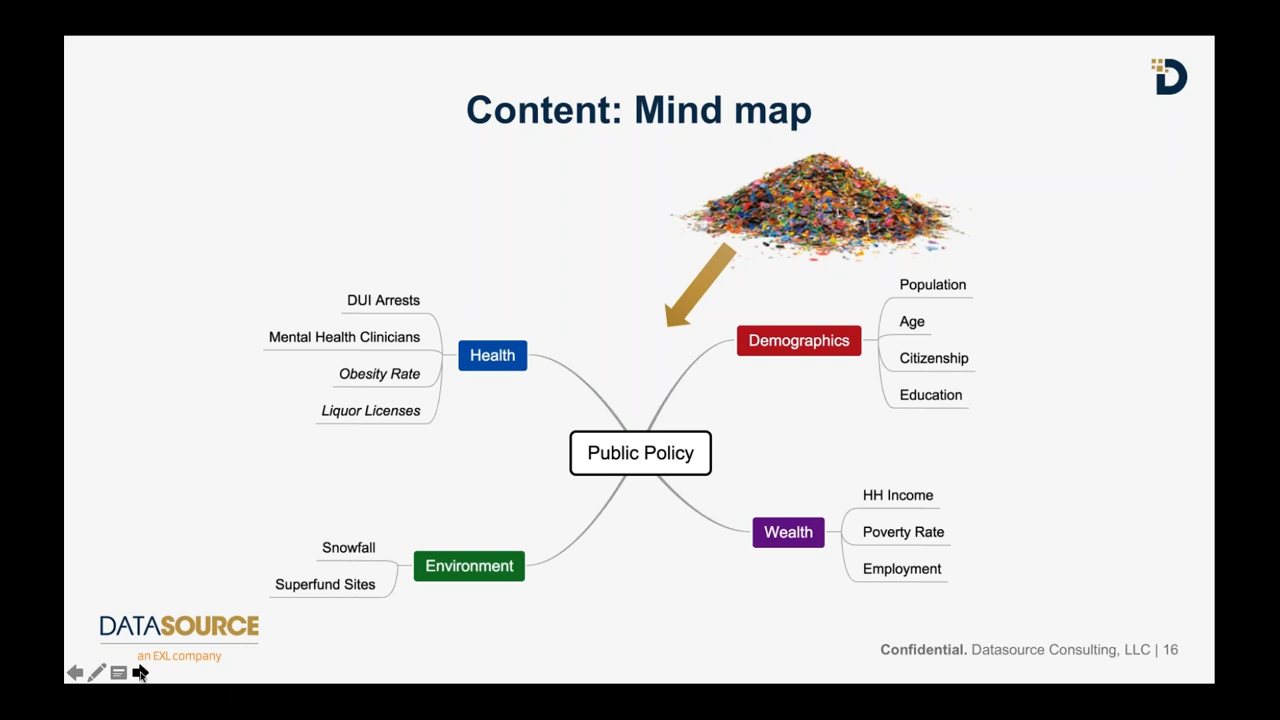 D
Content: Mind map
DUI Arrests
Mental Health Clinicians
Obesity Rate
Liquor Licenses
Health
Demographics
Population
Age
Citizenship
Education
Public Policy
Snowfall
Superfund Sites
Environment
Wealth
HH Income
Poverty Rate
Employment
DATASOURCE
an EXL company
Confidential. Datasource Consulting, LLC | 16